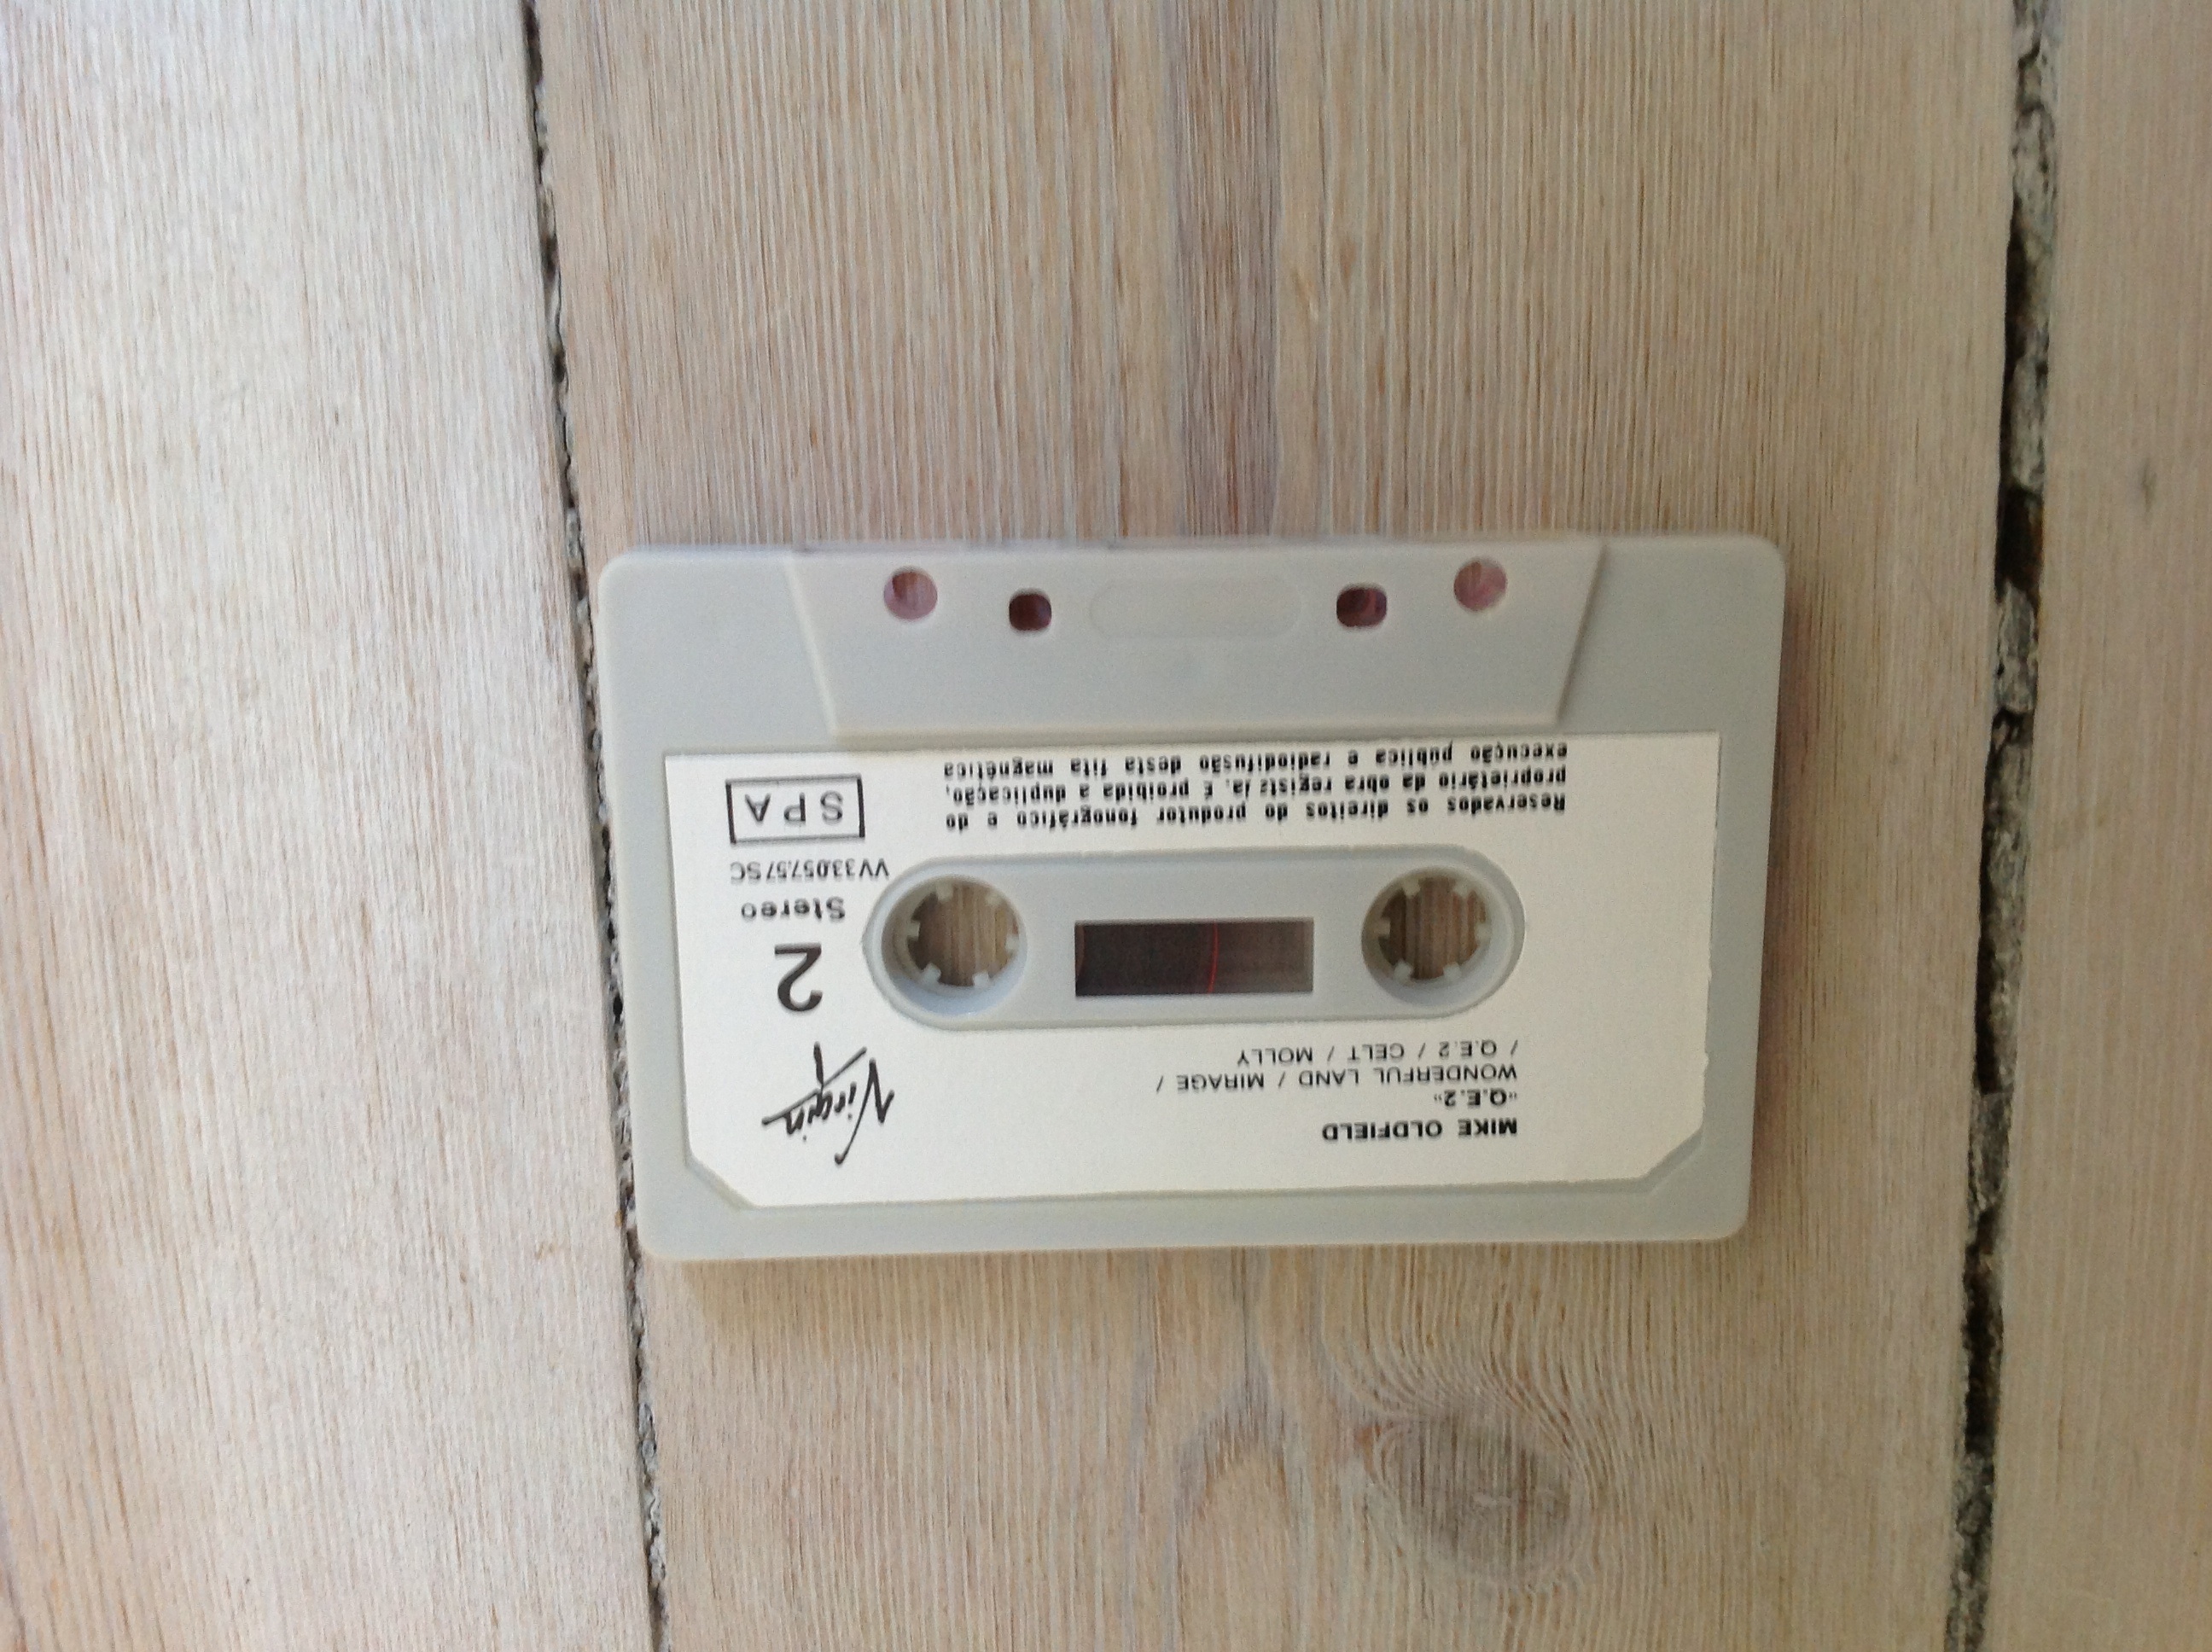 MIKE OLDFIELD
«Q.E.2»
WONDERFUL LAND / MIRAGE /
/ Q.E.2 / CELT / MOLLY
Virgin
2
Stereo
VV33.057.57/SC
SPA
Reservados os direitos do produtor fonográfico e do
proprietário da obra É proibida a duplicação,
execução pública e radiodifusão desta fita magnética